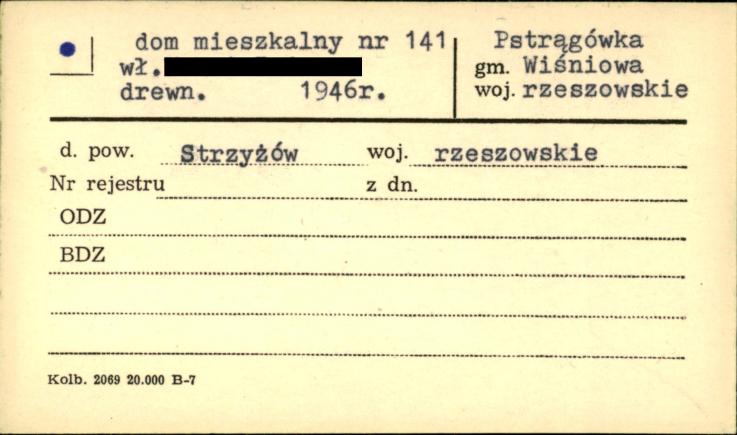 dom mieszkalny nr 141
wł.
drewn. 1946r.
Pstrągówka
gm. Wiśniowa
woj. rzeszowskie
d. pow. Strzyżów woj. rzeszowskie
Nr rejestru z dn.
ODZ
BDZ
Kolb. 2069 20.000 B-7